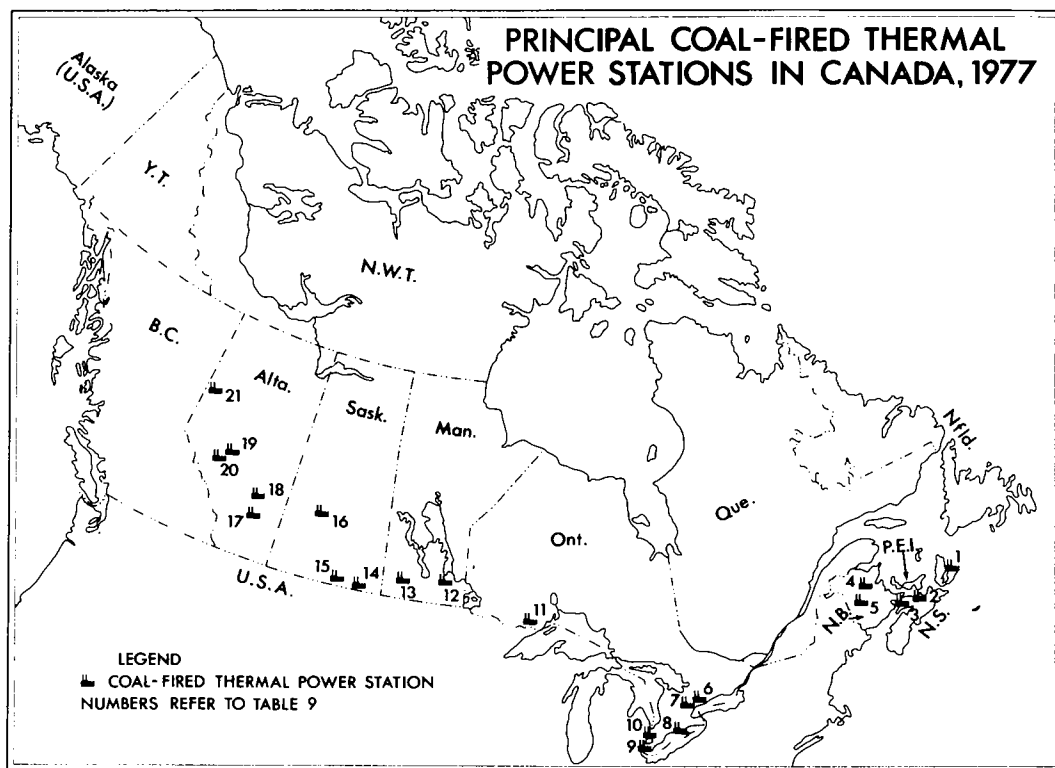 PRINCIPAL COAL-FIRED THERMAL
POWER STATIONS IN CANADA, 1977
Alaska
(U.S.A.)
Y.T.
N.W.T.
B.C.
Alta.
Sask.
Man.
Ont.
Que.
Nfld.
P.E.I.
N.B.
N.S.
U.S.A.
21
19
20
18
17
16
15
14
13
12
11
1
2
3
4
5
6
7
8
10
9
LEGEND
COAL-FIRED THERMAL POWER STATION
NUMBERS REFER TO TABLE 9